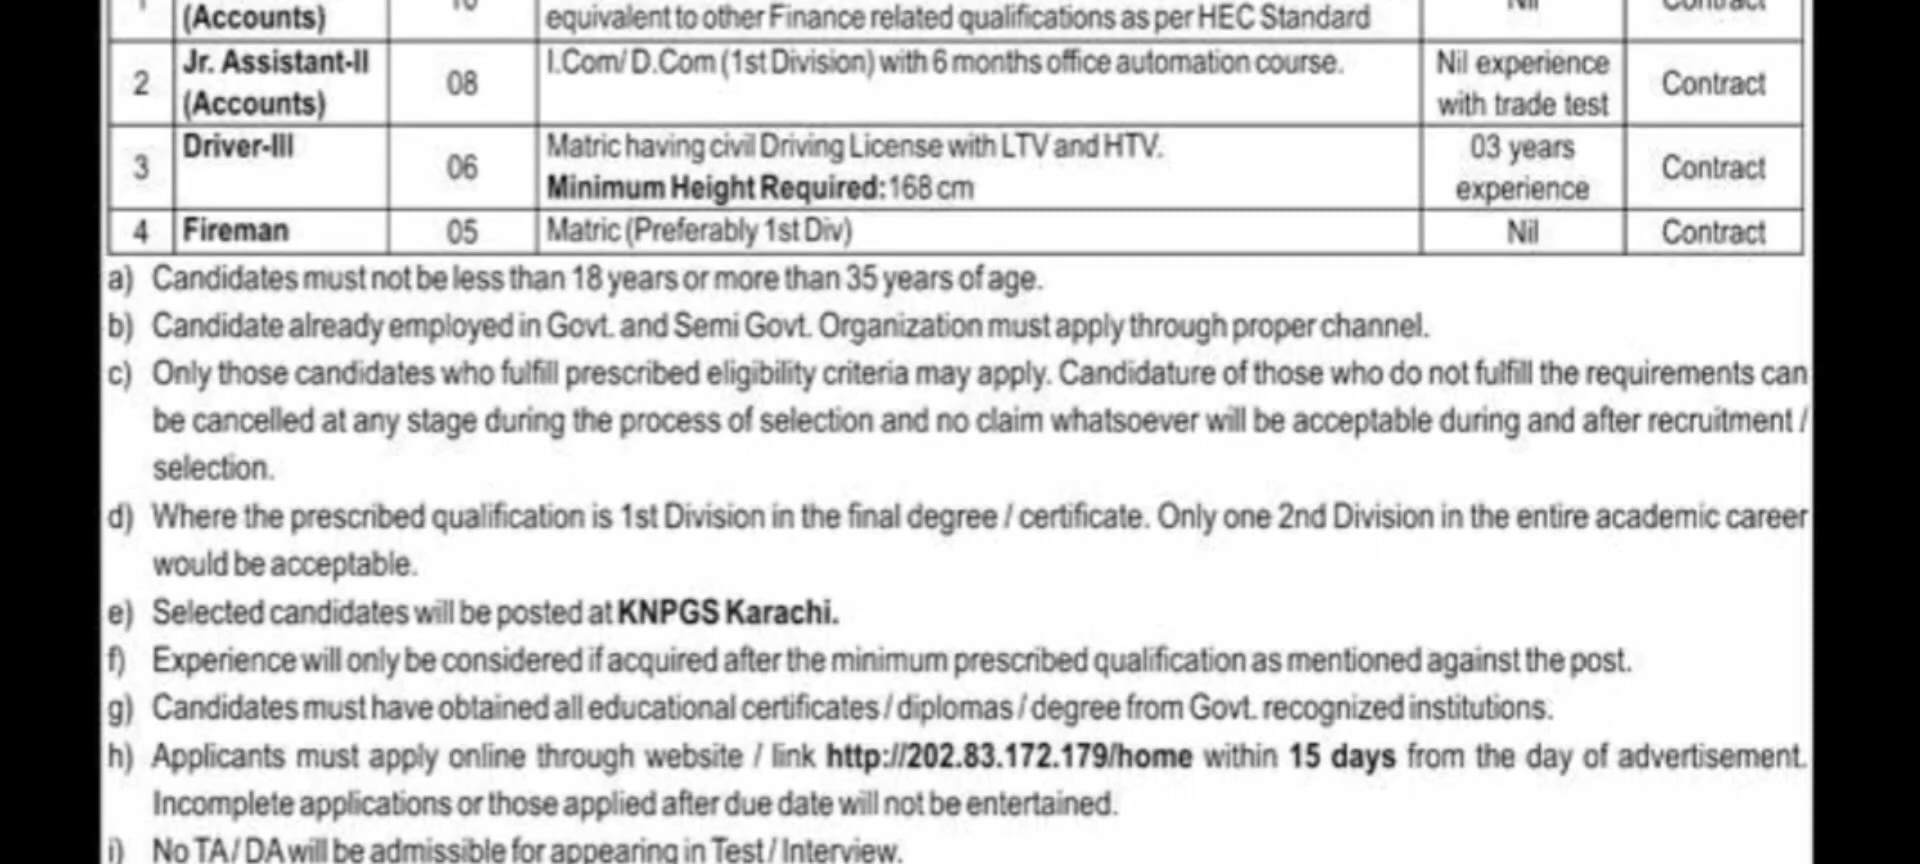 (Accounts)
equivalent to other Finance related qualifications as per HEC Standard
2
Jr. Assistant-II
(Accounts)
08
I.Com/ D.Com (1st Division) with 6 months office automation course.
Nil experience
with trade test
Contract
3
Driver-III
06
Matric having civil Driving License with LTV and HTV.
Minimum Height Required: 168 cm
03 years
experience
Contract
4
Fireman
05
Matric (Preferably 1st Div)
Nil
Contract
a) Candidates must not be less than 18 years or more than 35 years of age.
b) Candidate already employed in Govt. and Semi Govt. Organization must apply through proper channel.
c) Only those candidates who fulfill prescribed eligibility criteria may apply. Candidature of those who do not fulfill the requirements can
be cancelled at any stage during the process of selection and no claim whatsoever will be acceptable during and after recruitment /
selection.
d) Where the prescribed qualification is 1st Division in the final degree / certificate. Only one 2nd Division in the entire academic career
would be acceptable.
e) Selected candidates will be posted at KNPGS Karachi.
f) Experience will only be considered if acquired after the minimum prescribed qualification as mentioned against the post.
g) Candidates must have obtained all educational certificates / diplomas / degree from Govt. recognized institutions.
h) Applicants must apply online through website / link http://202.83.172.179/home within 15 days from the day of advertisement.
Incomplete applications or those applied after due date will not be entertained.
i) No TA / DA will be admissible for appearing in Test / Interview.